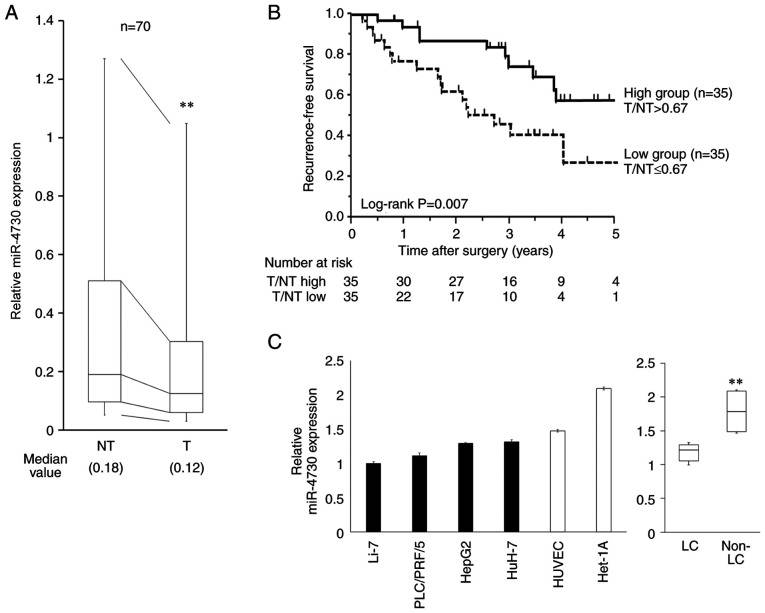 A
n=70
1.4
1.2
1
0.8
0.6
0.4
0.2
0
Relative miR-4730 expression
**
NT
T
Median
value
(0.18)
(0.12)
B
1.0
0.8
0.6
0.4
0.2
0.0
Recurrence-free survival
High group (n=35)
T/NT>0.67
Low group (n=35)
T/NT≤0.67
Log-rank P=0.007
0 1 2 3 4 5
Time after surgery (years)
Number at risk
T/NT high 35 30 27 16 9 4
T/NT low 35 22 17 10 4 1
C
2.5
2
1.5
1
0.5
0
Relative
miR-4730 expression
Li-7
PLC/PRF/5
HepG2
HuH-7
HUVEC
Het-1A
2.5
2
1.5
1
0.5
0
**
LC
Non-
LC